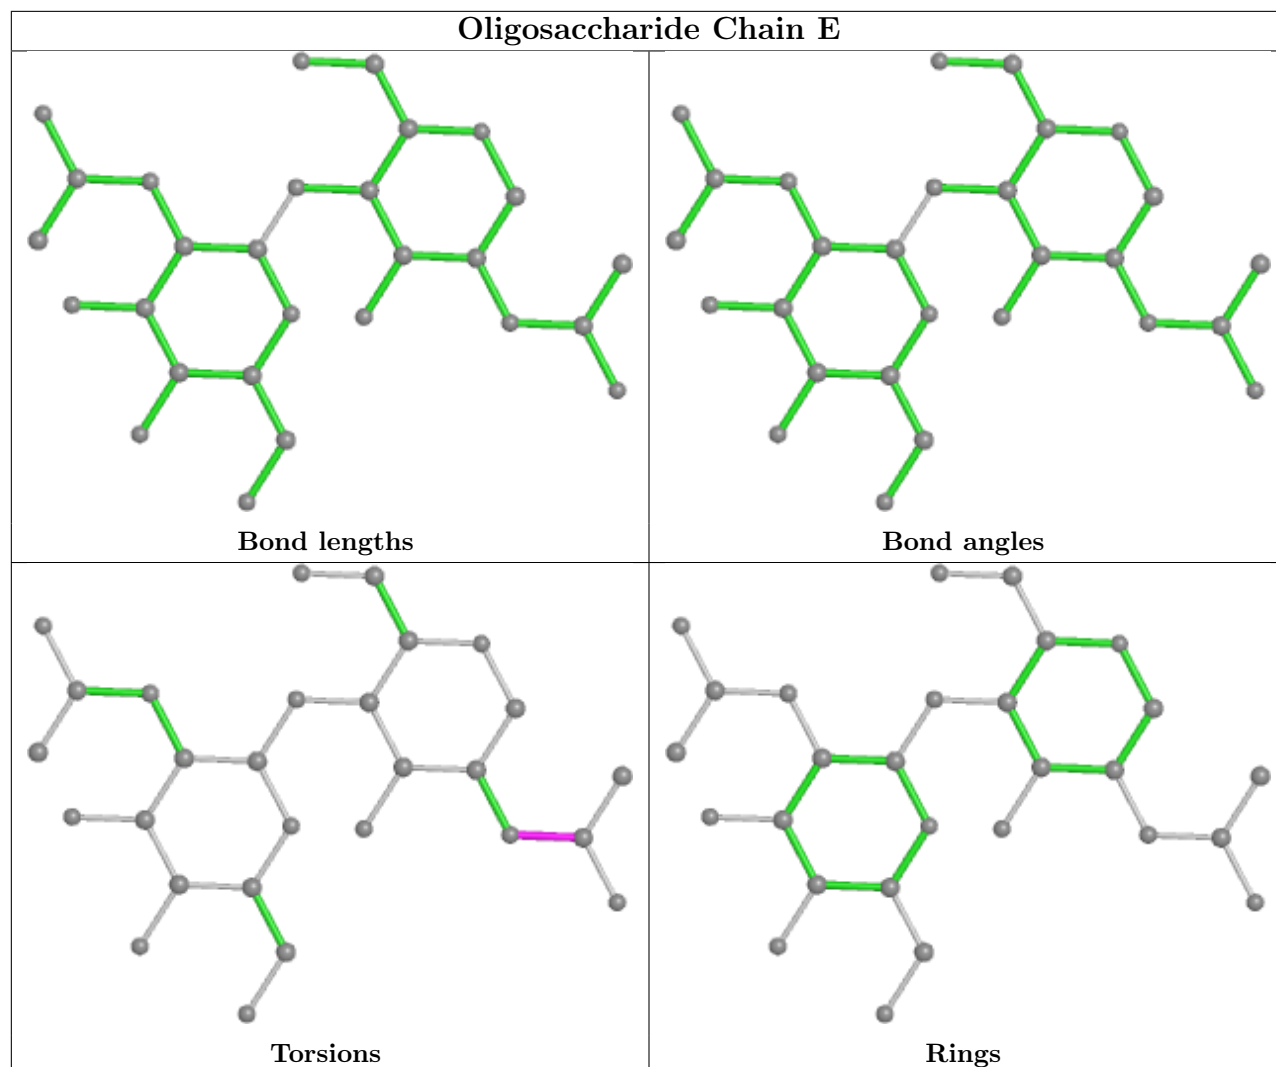 Oligosaccharide Chain E
Bond lengths
Bond angles
Torsions
Rings